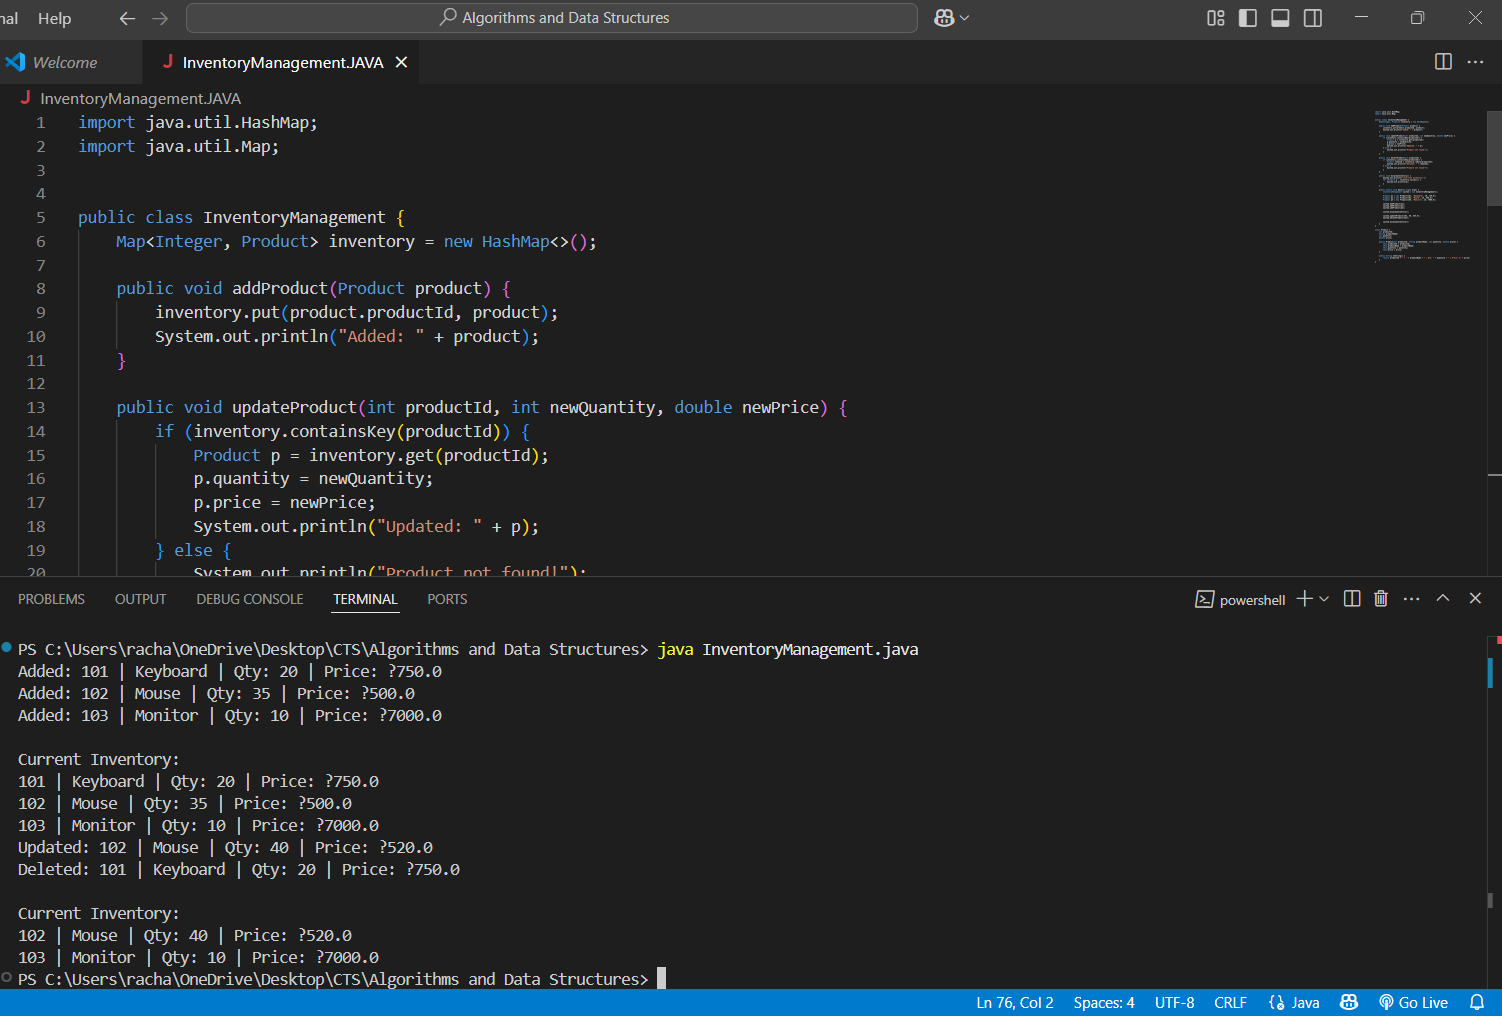 nal Help Algorithms and Data Structures
Welcome J InventoryManagement.JAVA
J InventoryManagement.JAVA
1 import java.util.HashMap;
2 import java.util.Map;
3
4
5 public class InventoryManagement {
6 Map<Integer, Product> inventory = new HashMap<>();
7
8 public void addProduct(Product product) {
9 inventory.put(product.productId, product);
10 System.out.println("Added: " + product);
11 }
12
13 public void updateProduct(int productId, int newQuantity, double newPrice) {
14 if (inventory.containsKey(productId)) {
15 Product p = inventory.get(productId);
16 p.quantity = newQuantity;
17 p.price = newPrice;
18 System.out.println("Updated: " + p);
19 } else {
20 System.out.println("Product not found!");
PROBLEMS OUTPUT DEBUG CONSOLE TERMINAL PORTS powershell
PS C:\Users\racha\OneDrive\Desktop\CTS\Algorithms and Data Structures> java InventoryManagement.java
Added: 101 | Keyboard | Qty: 20 | Price: ?750.0
Added: 102 | Mouse | Qty: 35 | Price: ?500.0
Added: 103 | Monitor | Qty: 10 | Price: ?7000.0
Current Inventory:
101 | Keyboard | Qty: 20 | Price: ?750.0
102 | Mouse | Qty: 35 | Price: ?500.0
103 | Monitor | Qty: 10 | Price: ?7000.0
Updated: 102 | Mouse | Qty: 40 | Price: ?520.0
Deleted: 101 | Keyboard | Qty: 20 | Price: ?750.0
Current Inventory:
102 | Mouse | Qty: 40 | Price: ?520.0
103 | Monitor | Qty: 10 | Price: ?7000.0
PS C:\Users\racha\OneDrive\Desktop\CTS\Algorithms and Data Structures>
Ln 76, Col 2 Spaces: 4 UTF-8 CRLF Java Go Live